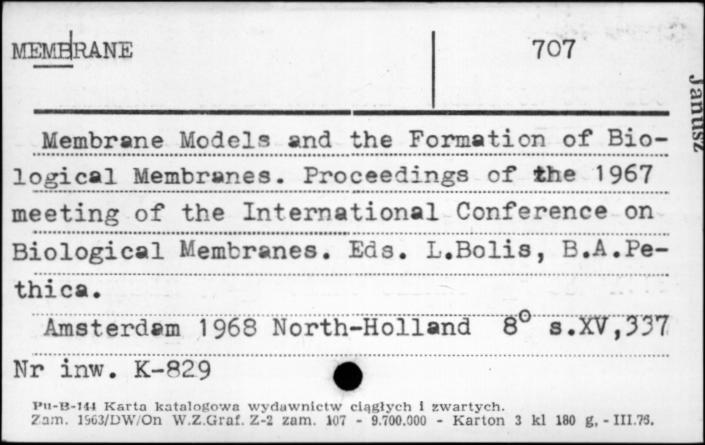 MEMBRANE 707
Janusz
Membrane Models and the Formation of Bio-
logical Membranes. Proceedings of the 1967
meeting of the International Conference on
Biological Membranes. Eds. L.Bolis, B.A.Pe-
thica.
Amsterdam 1968 North-Holland 8° s.XV,337
Nr inw. K-829
Pu-B-144 Karta katalogowa wydawnictw ciągłych i zwartych.
Zam. 1963/DW/On W.Z.Graf. Z-2 zam. 107 - 9.700.000 - Karton 3 kl 180 g, - III.76.